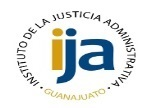 INSTITUTO DE LA JUSTICIA ADMINISTRATIVA
ija
GUANAJUATO